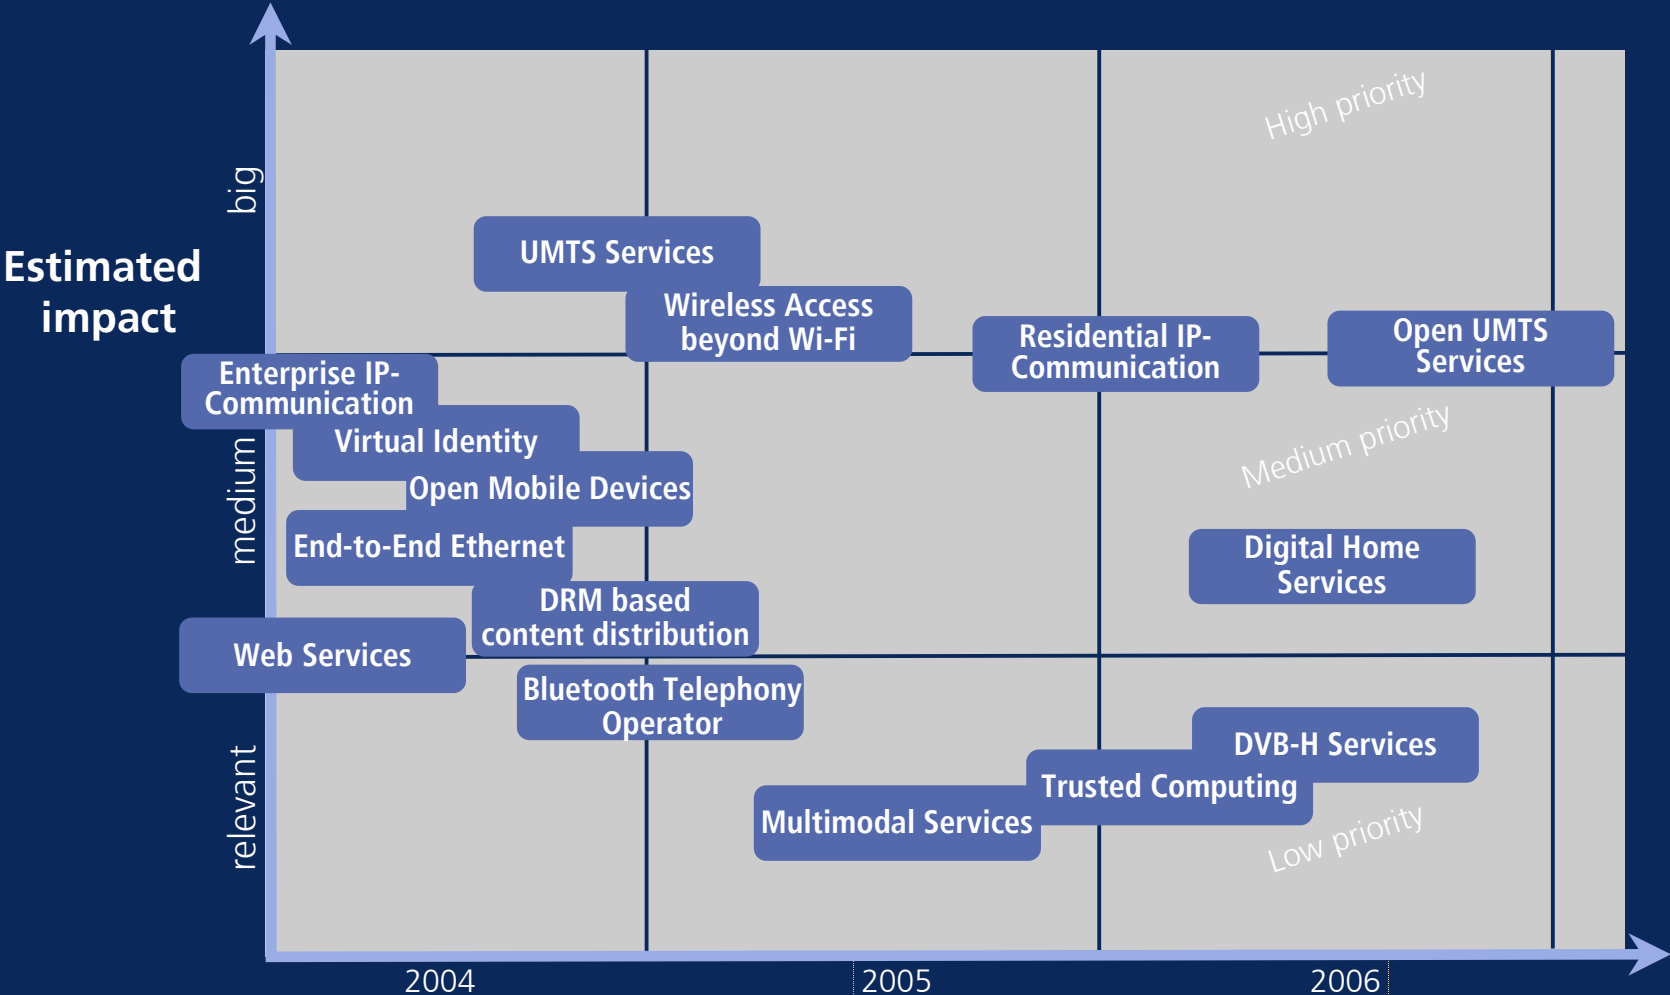 High priority
big
Estimated
impact
UMTS Services
Wireless Access
beyond Wi-Fi
Residential IP-
Communication
Open UMTS
Services
Enterprise IP-
Communication
Virtual Identity
Medium priority
medium
Open Mobile Devices
End-to-End Ethernet
Digital Home
Services
DRM based
content distribution
Web Services
Bluetooth Telephony
Operator
relevant
DVB-H Services
Trusted Computing
Multimodal Services
Low priority
2004
2005
2006